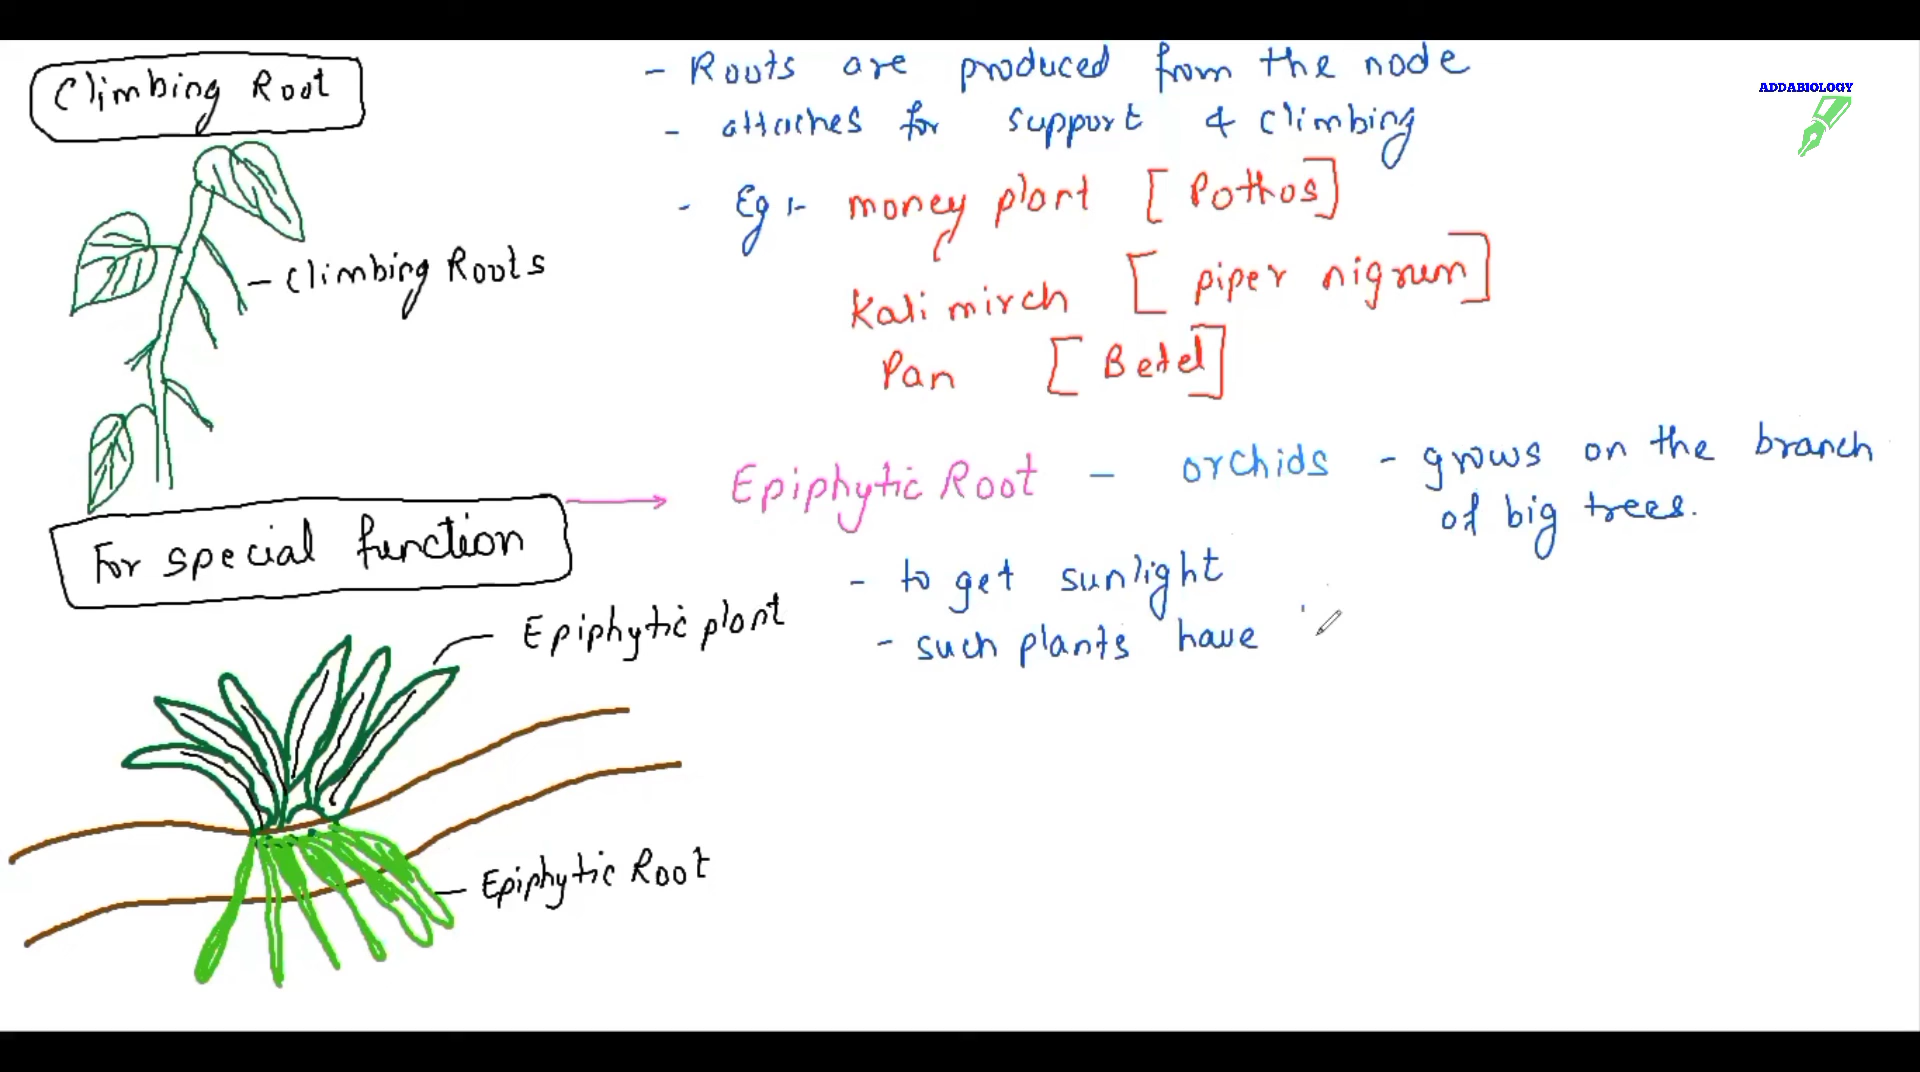 Climbing Root
- Roots are produced from the node
- attaches for support & climbing
- Eg :- money plant [Pothos]
Kali mirch [piper nigrum]
Pan [Betel]
- Climbing Roots
ADDABIOLOGY
For special function
Epiphytic Root - orchids - grows on the branch
of big trees.
- to get sunlight
- such plants have
Epiphytic plant
Epiphytic Root